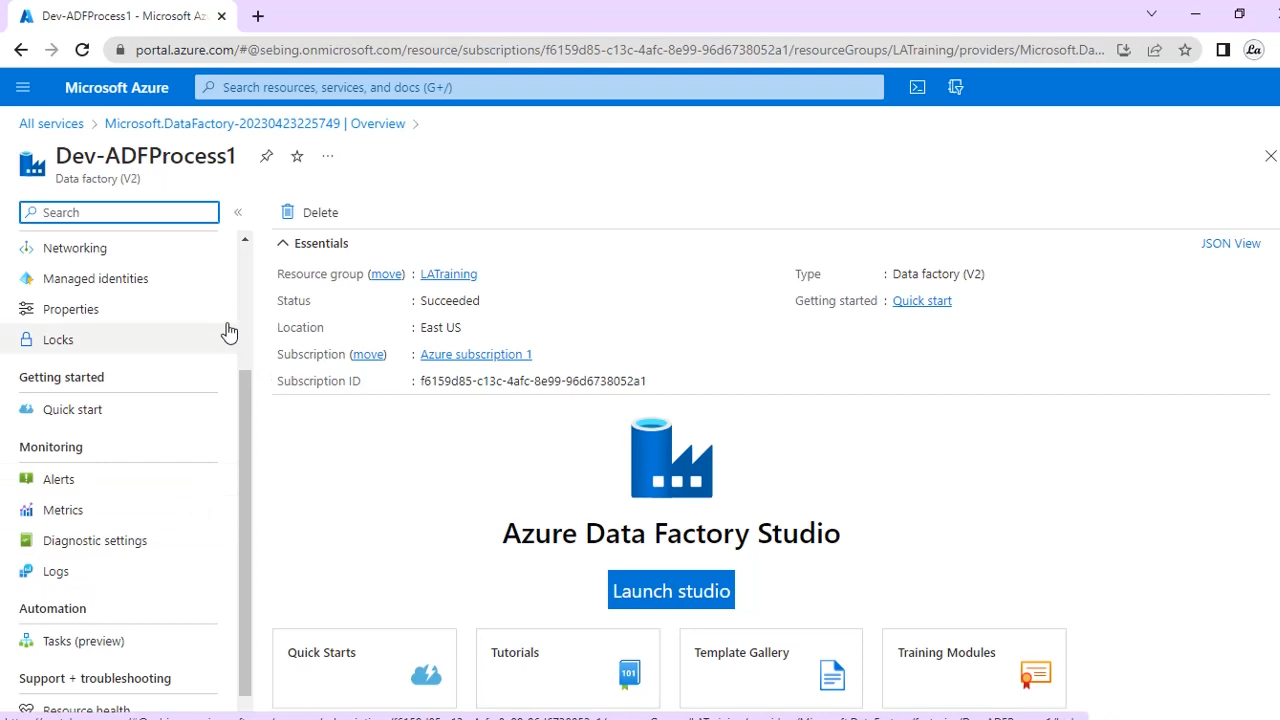 Dev-ADFProcess1 - Microsoft Az
portal.azure.com/#@sebing.onmicrosoft.com/resource/subscriptions/f6159d85-c13c-4afc-8e99-96d6738052a1/resourceGroups/LATraining/providers/Microsoft.Da...
La
Microsoft Azure
Search resources, services, and docs (G+/)
All services > Microsoft.DataFactory-20230423225749 | Overview >
Dev-ADFProcess1
Data factory (V2)
Search
Delete
Networking
Managed identities
Properties
Locks
Getting started
Quick start
Monitoring
Alerts
Metrics
Diagnostic settings
Logs
Automation
Tasks (preview)
Support + troubleshooting
Resource health
Essentials
JSON View
Resource group (move) : LATraining
Status : Succeeded
Location : East US
Subscription (move) : Azure subscription 1
Subscription ID : f6159d85-c13c-4afc-8e99-96d6738052a1
Type : Data factory (V2)
Getting started : Quick start
Azure Data Factory Studio
Launch studio
Quick Starts
Tutorials
101
Template Gallery
Training Modules